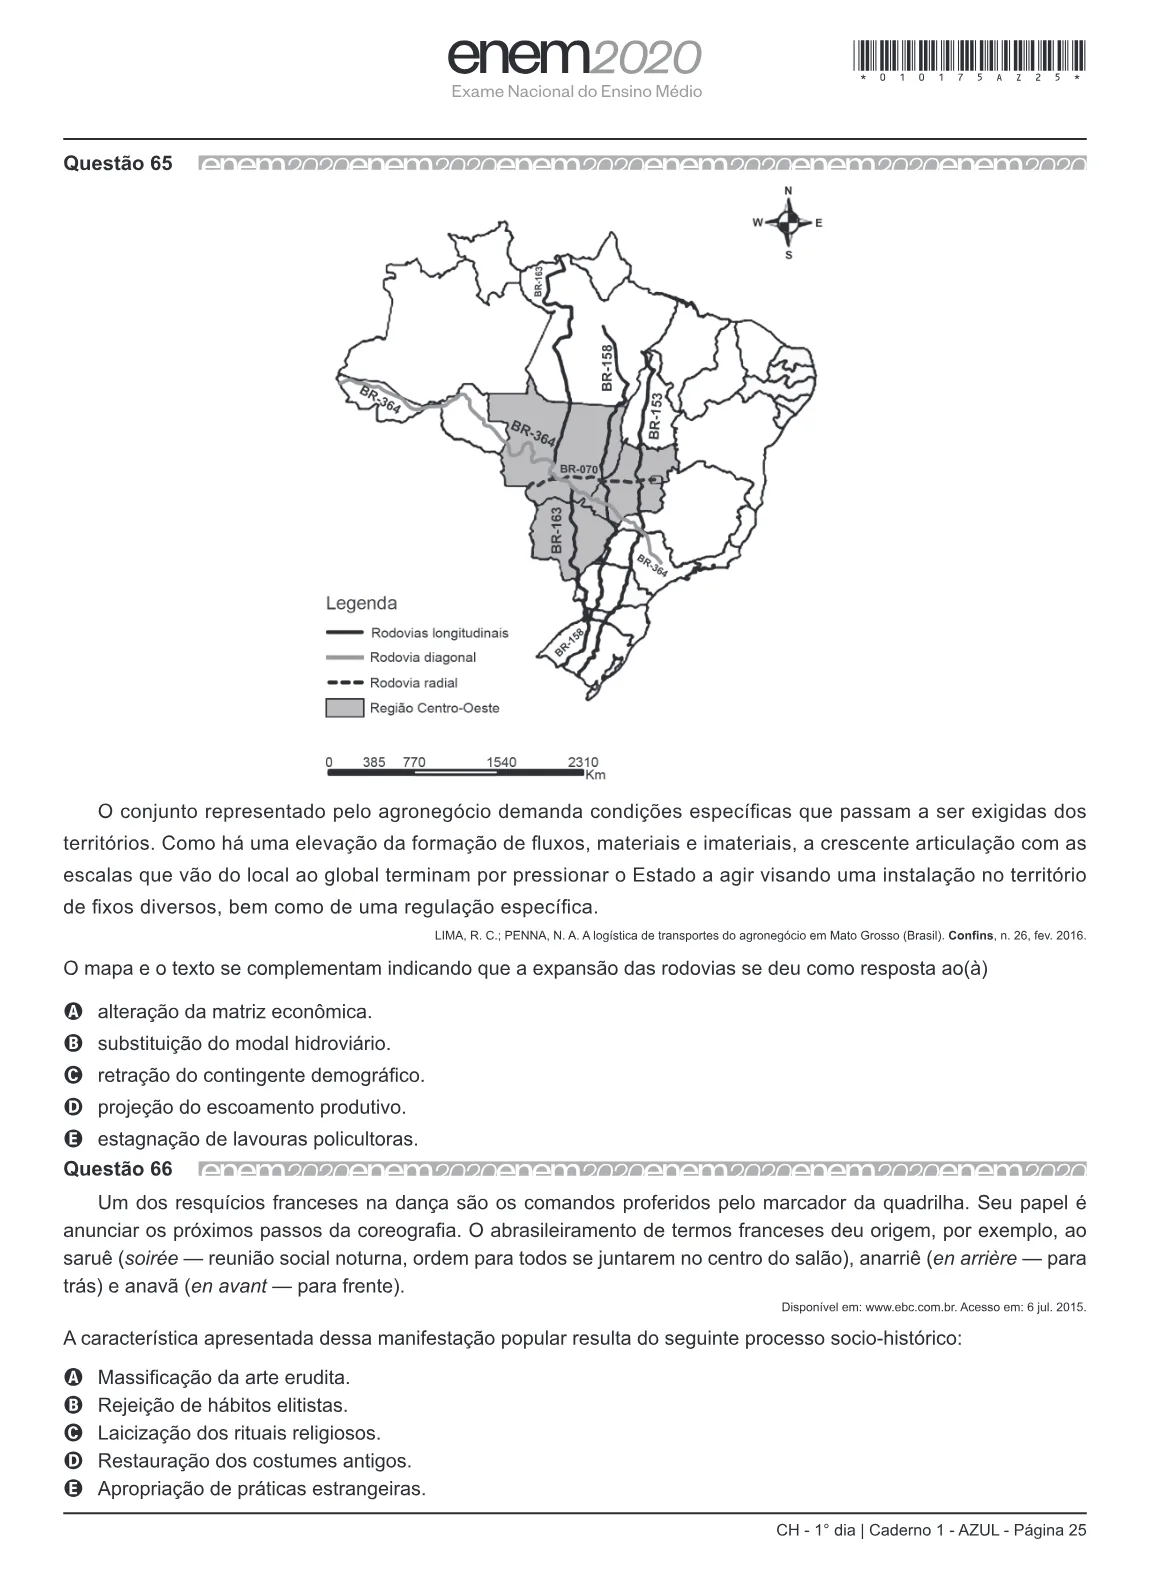 enem2020
Exame Nacional do Ensino Médio
*010175AZ25*
Questão 65 enem2020enem2020enem2020enem2020enem2020enem2020
N
W E
S
BR-163
BR-158
BR-364
BR-153
BR-364
BR-070
BR-163
BR-364
BR-158
Legenda
Rodovias longitudinais
Rodovia diagonal
Rodovia radial
Região Centro-Oeste
0 385 770 1540 2310
Km
O conjunto representado pelo agronegócio demanda condições específicas que passam a ser exigidas dos
territórios. Como há uma elevação da formação de fluxos, materiais e imateriais, a crescente articulação com as
escalas que vão do local ao global terminam por pressionar o Estado a agir visando uma instalação no território
de fixos diversos, bem como de uma regulação específica.
LIMA, R. C.; PENNA, N. A. A logística de transportes do agronegócio em Mato Grosso (Brasil). Confins, n. 26, fev. 2016.
O mapa e o texto se complementam indicando que a expansão das rodovias se deu como resposta ao(à)
A alteração da matriz econômica.
B substituição do modal hidroviário.
C retração do contingente demográfico.
D projeção do escoamento produtivo.
E estagnação de lavouras policultoras.
Questão 66 enem2020enem2020enem2020enem2020enem2020enem2020
Um dos resquícios franceses na dança são os comandos proferidos pelo marcador da quadrilha. Seu papel é
anunciar os próximos passos da coreografia. O abrasileiramento de termos franceses deu origem, por exemplo, ao
saruê (soirée — reunião social noturna, ordem para todos se juntarem no centro do salão), anarriê (en arrière — para
trás) e anavã (en avant — para frente).
Disponível em: www.ebc.com.br. Acesso em: 6 jul. 2015.
A característica apresentada dessa manifestação popular resulta do seguinte processo socio-histórico:
A Massificação da arte erudita.
B Rejeição de hábitos elitistas.
C Laicização dos rituais religiosos.
D Restauração dos costumes antigos.
E Apropriação de práticas estrangeiras.
CH - 1° dia | Caderno 1 - AZUL - Página 25